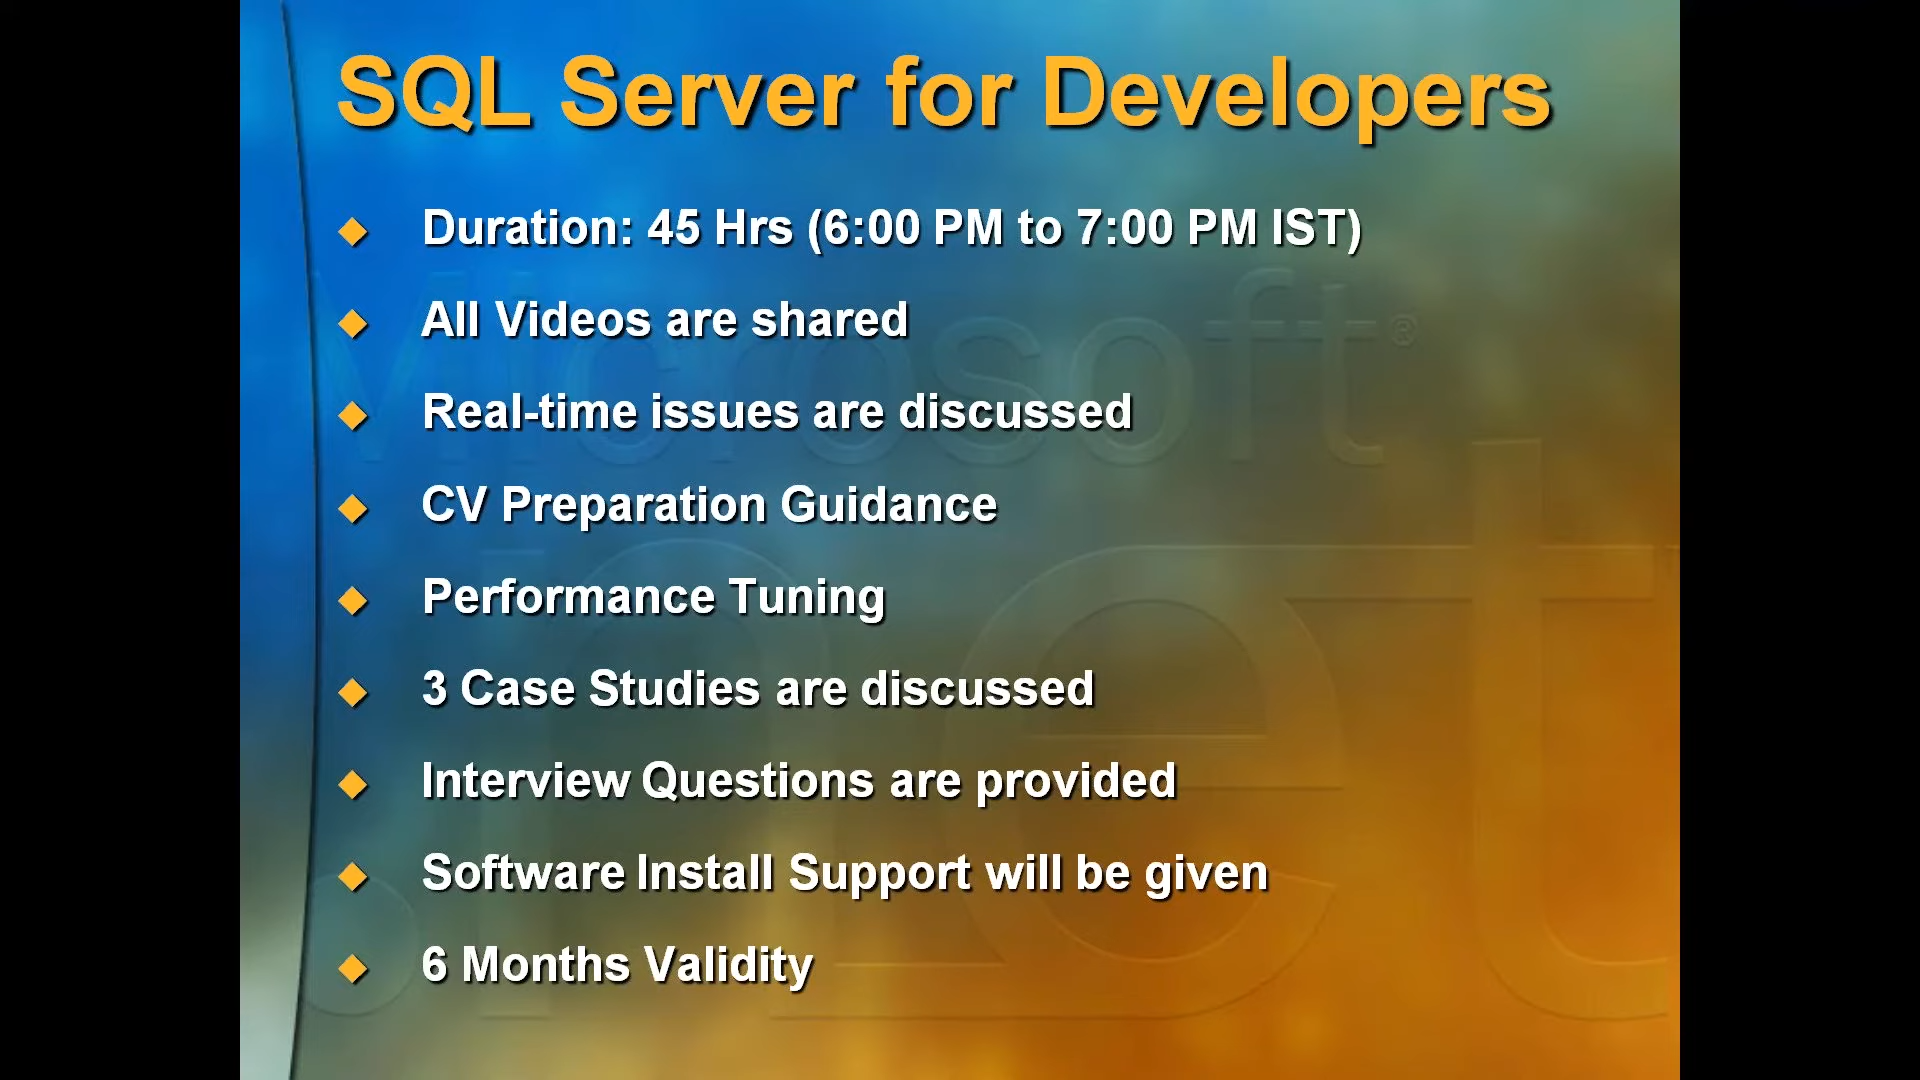 SQL Server for Developers
Duration: 45 Hrs (6:00 PM to 7:00 PM IST)
All Videos are shared
Real-time issues are discussed
CV Preparation Guidance
Performance Tuning
3 Case Studies are discussed
Interview Questions are provided
Software Install Support will be given
6 Months Validity
Microsoft®
.net